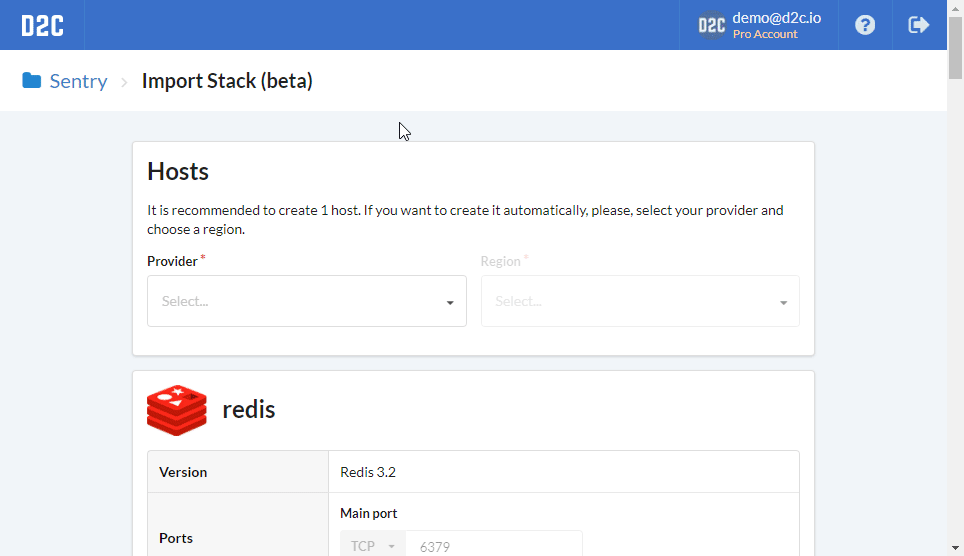 D2C
D2C
demo@d2c.io
Pro Account
?
Sentry
Import Stack (beta)
Hosts
It is recommended to create 1 host. If you want to create it automatically, please, select your provider and
choose a region.
Provider *
Region *
Select...
Select...
redis
Version
Redis 3.2
Ports
Main port
TCP
6379